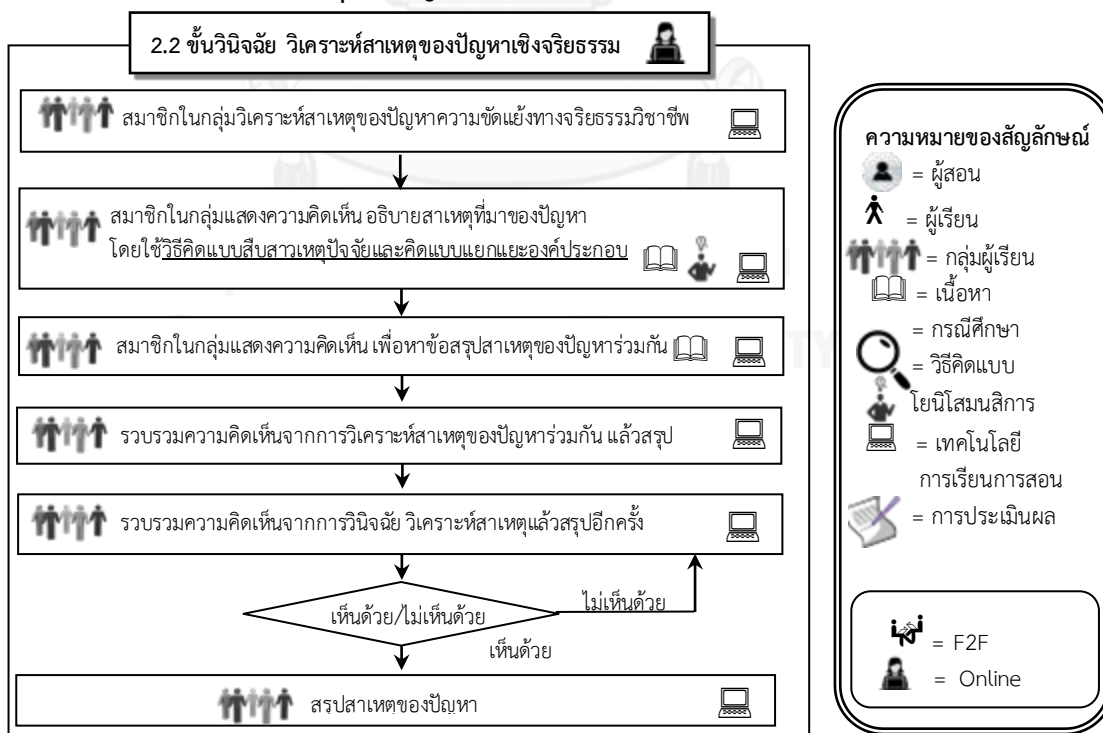 2.2 ขั้นวินิจฉัย วิเคราะห์สาเหตุของปัญหาเชิงจริยธรรม
สมาชิกในกลุ่มวิเคราะห์สาเหตุของปัญหาความขัดแย้งทางจริยธรรมวิชาชีพ
สมาชิกในกลุ่มแสดงความคิดเห็น อธิบายสาเหตุที่มาของปัญหา
โดยใช้วิธีคิดแบบสืบสาวเหตุปัจจัยและคิดแบบแยกแยะองค์ประกอบ
สมาชิกในกลุ่มแสดงความคิดเห็น เพื่อหาข้อสรุปสาเหตุของปัญหาร่วมกัน
รวบรวมความคิดเห็นจากการวิเคราะห์สาเหตุของปัญหาร่วมกัน แล้วสรุป
รวบรวมความคิดเห็นจากการวินิจฉัย วิเคราะห์สาเหตุแล้วสรุปอีกครั้ง
เห็นด้วย/ไม่เห็นด้วย
ไม่เห็นด้วย
เห็นด้วย
สรุปสาเหตุของปัญหา
ความหมายของสัญลักษณ์
= ผู้สอน
= ผู้เรียน
= กลุ่มผู้เรียน
= เนื้อหา
= กรณีศึกษา
= วิธีคิดแบบ
โยนิโสมนสิการ
= เทคโนโลยี
การเรียนการสอน
= การประเมินผล
= F2F
= Online